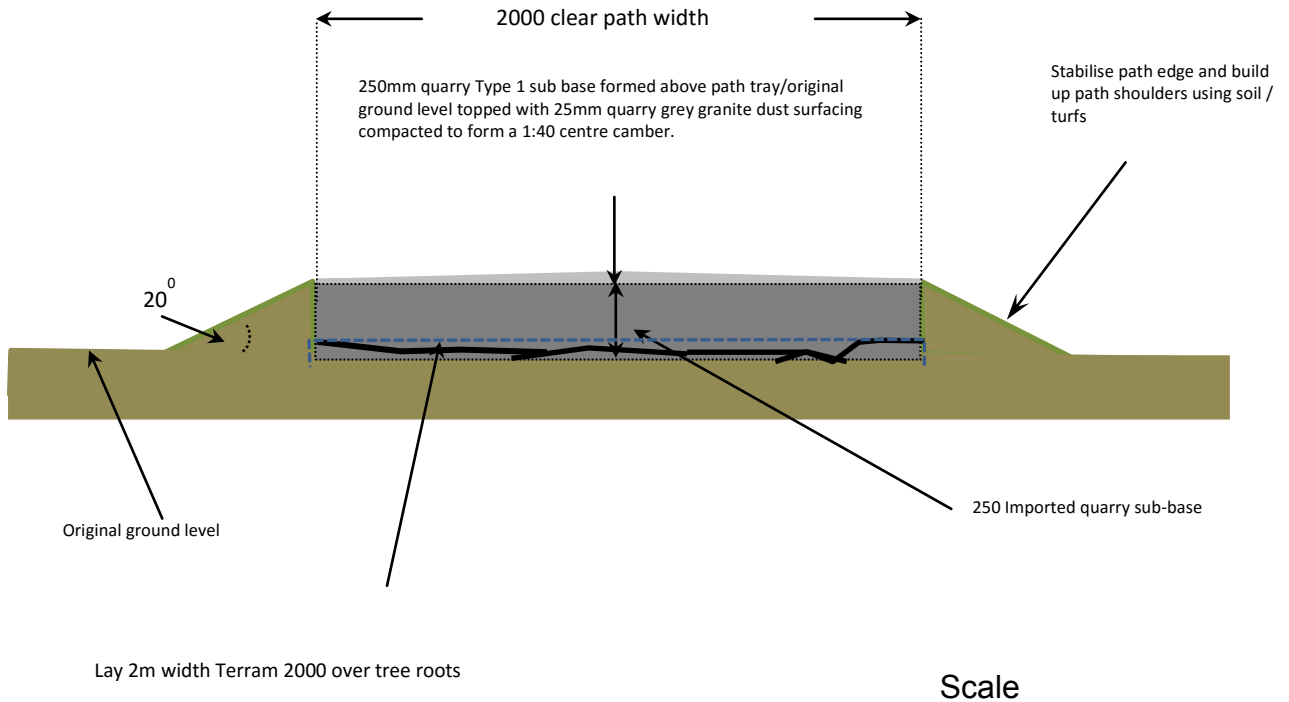 2000 clear path width
250mm quarry Type 1 sub base formed above path tray/original
ground level topped with 25mm quarry grey granite dust surfacing
compacted to form a 1:40 centre camber.
Stabilise path edge and build
up path shoulders using soil /
turfs
20⁰
Original ground level
250 Imported quarry sub-base
Lay 2m width Terram 2000 over tree roots
Scale